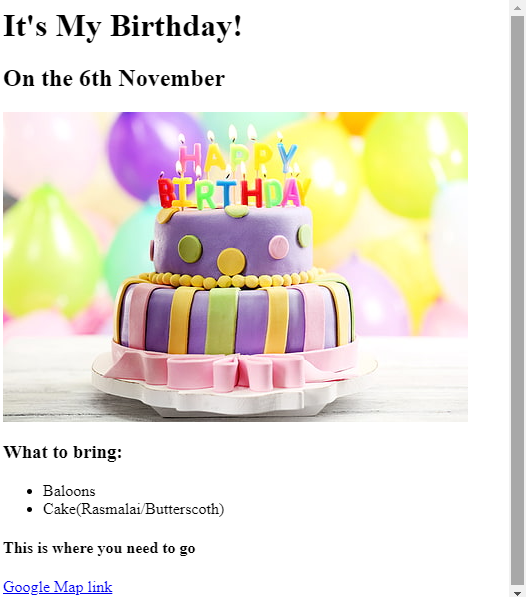 It's My Birthday!
On the 6th November
HAPPY
BIRTHDAY
What to bring:
Baloons
Cake(Rasmalai/Butterscoth)
This is where you need to go
Google Map link